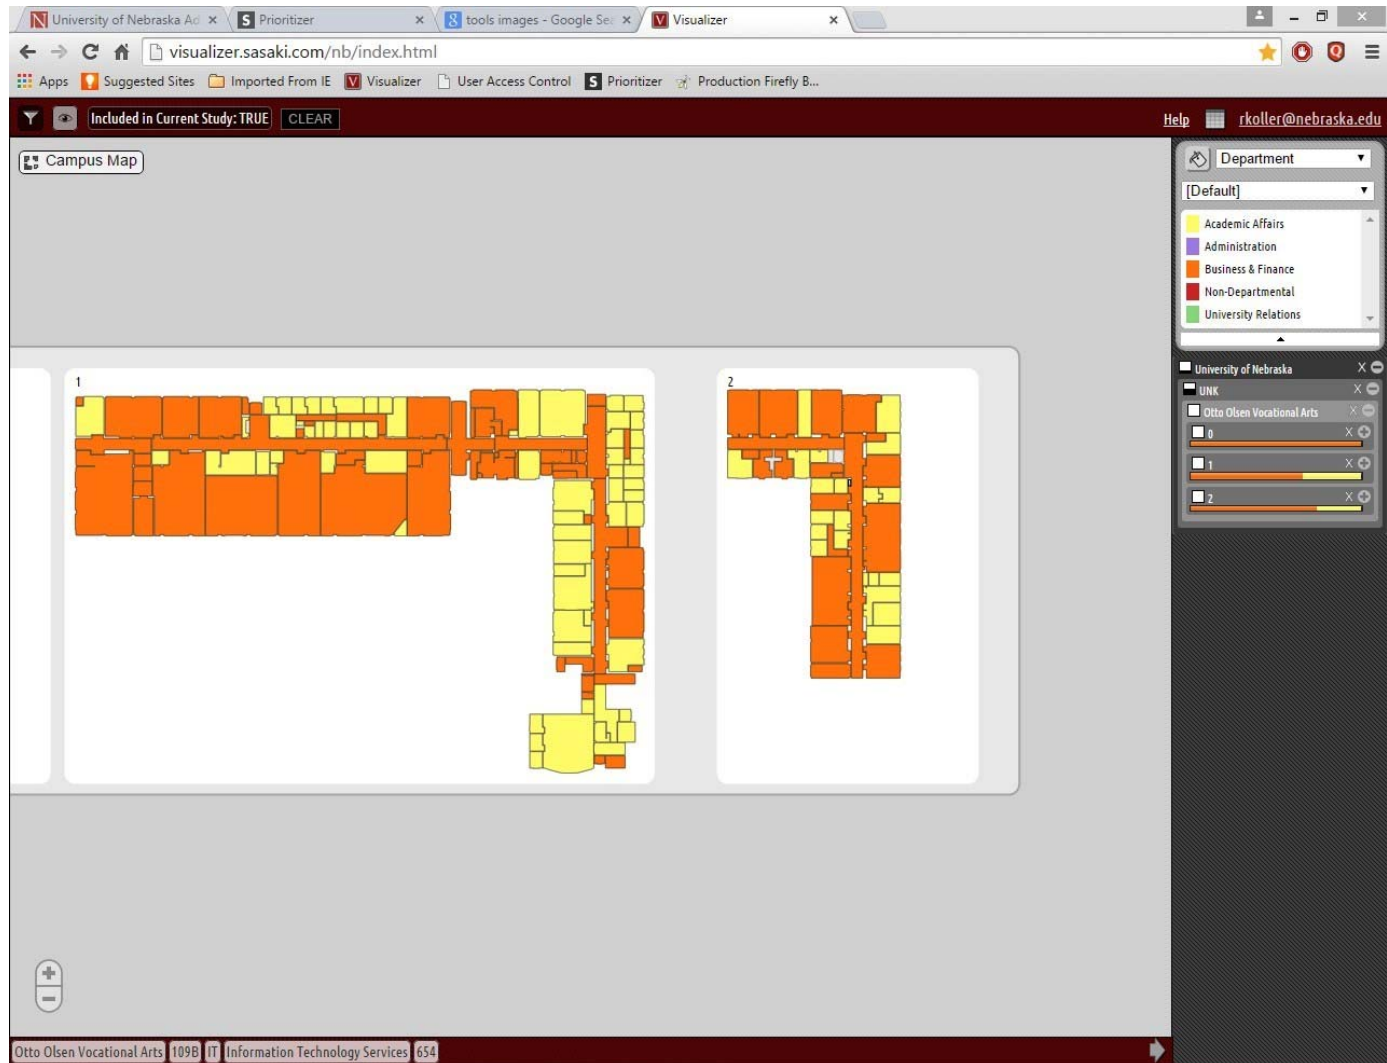 University of Nebraska Ad
Prioritizer
tools images - Google Sea
Visualizer
visualizer.sasaki.com/nb/index.html
Apps Suggested Sites Imported From IE Visualizer User Access Control Prioritizer Production Firefly B...
Included in Current Study: TRUE CLEAR Help rkoller@nebraska.edu
Campus Map
Department
[Default]
Academic Affairs
Administration
Business & Finance
Non-Departmental
University Relations
University of Nebraska X
UNK X
Otto Olsen Vocational Arts X
0 X
1 X
2 X
1
2
Otto Olsen Vocational Arts 109B IT Information Technology Services 654